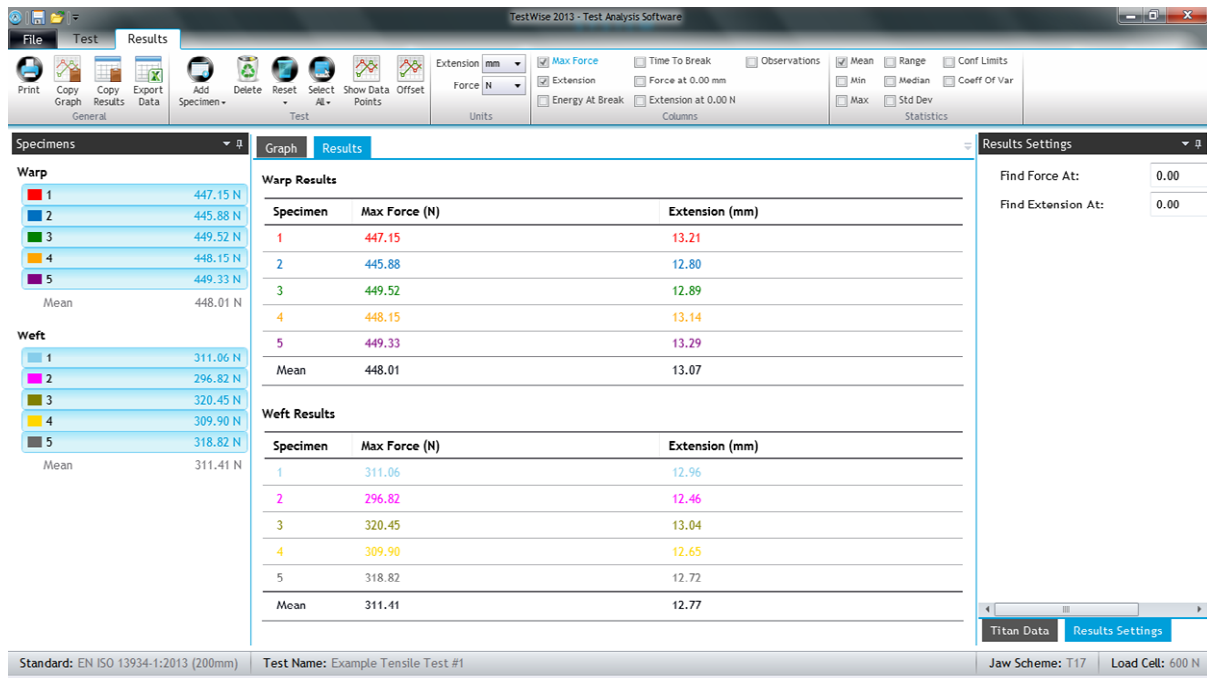 TestWise 2013 - Test Analysis Software
File Test Results
Print Copy Graph Copy Results Export Data Add Specimen Delete Reset Select All Show Data Points Offset
Extension mm
Force N
Max Force Time To Break Observations
Extension Force at 0.00 mm
Energy At Break Extension at 0.00 N
Mean Range Conf Limits
Min Median Coeff Of Var
Max Std Dev
General Test Units Columns Statistics
Specimens
Warp
1 447.15 N
2 445.88 N
3 449.52 N
4 448.15 N
5 449.33 N
Mean 448.01 N
Weft
1 311.06 N
2 296.82 N
3 320.45 N
4 309.90 N
5 318.82 N
Mean 311.41 N
Graph Results
Warp Results
Specimen Max Force (N) Extension (mm)
1 447.15 13.21
2 445.88 12.80
3 449.52 12.89
4 448.15 13.14
5 449.33 13.29
Mean 448.01 13.07
Weft Results
Specimen Max Force (N) Extension (mm)
1 311.06 12.96
2 296.82 12.46
3 320.45 13.04
4 309.90 12.65
5 318.82 12.72
Mean 311.41 12.77
Results Settings
Find Force At: 0.00
Find Extension At: 0.00
Titan Data Results Settings
Standard: EN ISO 13934-1:2013 (200mm) Test Name: Example Tensile Test #1 Jaw Scheme: T17 Load Cell: 600 N